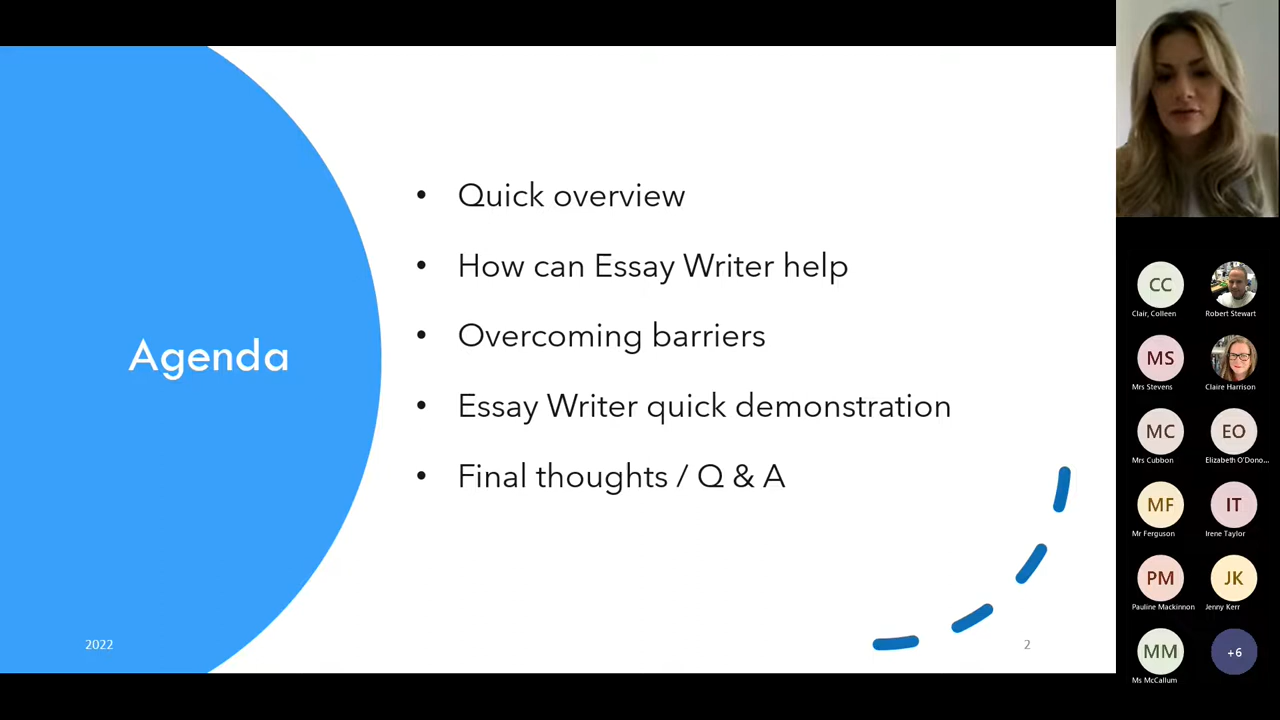 Agenda
• Quick overview
• How can Essay Writer help
• Overcoming barriers
• Essay Writer quick demonstration
• Final thoughts / Q & A
2022
2
CC
Clair, Colleen
Robert Stewart
MS
Mrs Stevens
Claire Harrison
MC
EO
Mrs Cubbon
Elizabeth O'Dono...
MF
IT
Mr Ferguson
Irene Taylor
PM
JK
Pauline Mackinnon
Jenny Kerr
MM
+6
Ms McCallum